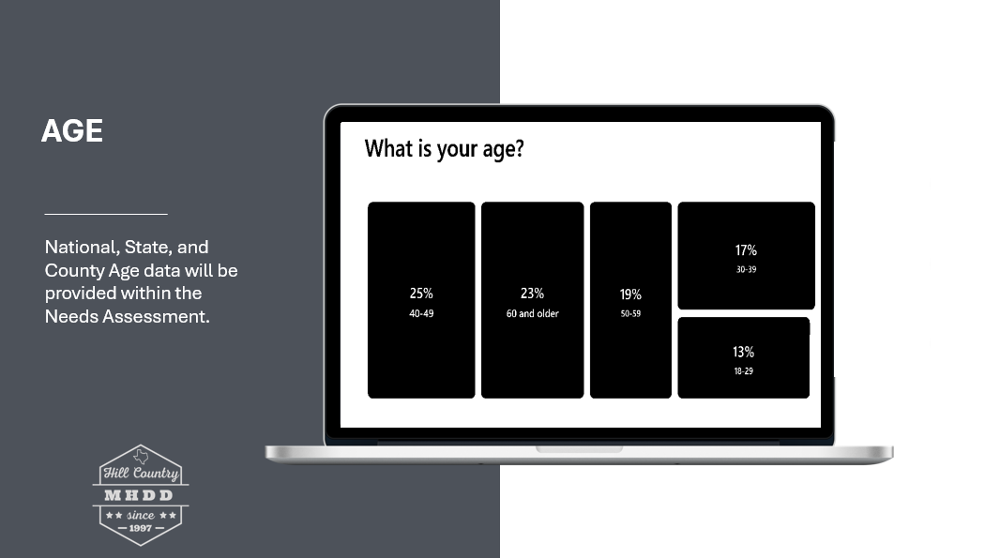 AGE
National, State, and
County Age data will be
provided within the
Needs Assessment.
What is your age?
25%
40-49
23%
60 and older
19%
50-59
17%
30-39
13%
18-29
Hill Country
MHDD
since
1997